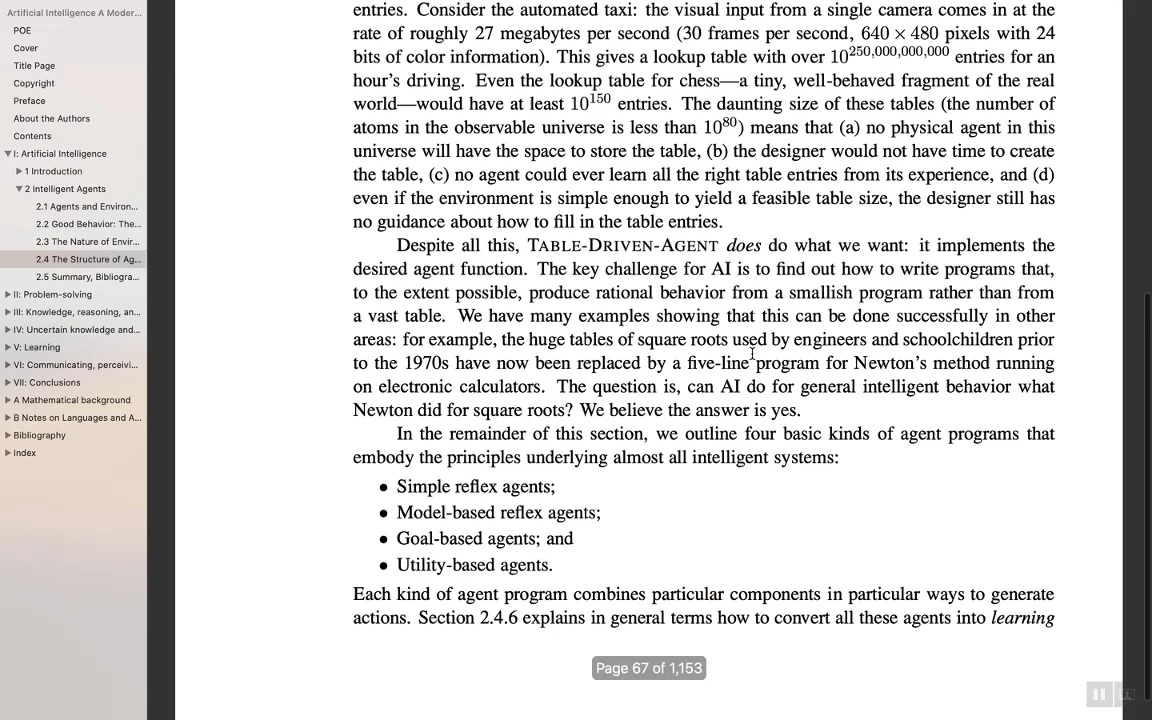 Artificial Intelligence A Moder...
POE
Cover
Title Page
Copyright
Preface
About the Authors
Contents
I: Artificial Intelligence
1 Introduction
2 Intelligent Agents
2.1 Agents and Environ...
2.2 Good Behavior: The...
2.3 The Nature of Envir...
2.4 The Structure of Ag...
2.5 Summary, Bibliogra...
II: Problem-solving
III: Knowledge, reasoning, an...
IV: Uncertain knowledge and...
V: Learning
VI: Communicating, perceivi...
VII: Conclusions
A Mathematical background
B Notes on Languages and A...
Bibliography
Index
entries. Consider the automated taxi: the visual input from a single camera comes in at the
rate of roughly 27 megabytes per second (30 frames per second, 640 × 480 pixels with 24
bits of color information). This gives a lookup table with over 10^250,000,000,000 entries for an
hour's driving. Even the lookup table for chess—a tiny, well-behaved fragment of the real
world—would have at least 10^150 entries. The daunting size of these tables (the number of
atoms in the observable universe is less than 10^80) means that (a) no physical agent in this
universe will have the space to store the table, (b) the designer would not have time to create
the table, (c) no agent could ever learn all the right table entries from its experience, and (d)
even if the environment is simple enough to yield a feasible table size, the designer still has
no guidance about how to fill in the table entries.
Despite all this, TABLE-DRIVEN-AGENT does do what we want: it implements the
desired agent function. The key challenge for AI is to find out how to write programs that,
to the extent possible, produce rational behavior from a smallish program rather than from
a vast table. We have many examples showing that this can be done successfully in other
areas: for example, the huge tables of square roots used by engineers and schoolchildren prior
to the 1970s have now been replaced by a five-line program for Newton's method running
on electronic calculators. The question is, can AI do for general intelligent behavior what
Newton did for square roots? We believe the answer is yes.
In the remainder of this section, we outline four basic kinds of agent programs that
embody the principles underlying almost all intelligent systems:
• Simple reflex agents;
• Model-based reflex agents;
• Goal-based agents; and
• Utility-based agents.
Each kind of agent program combines particular components in particular ways to generate
actions. Section 2.4.6 explains in general terms how to convert all these agents into learning
Page 67 of 1,153